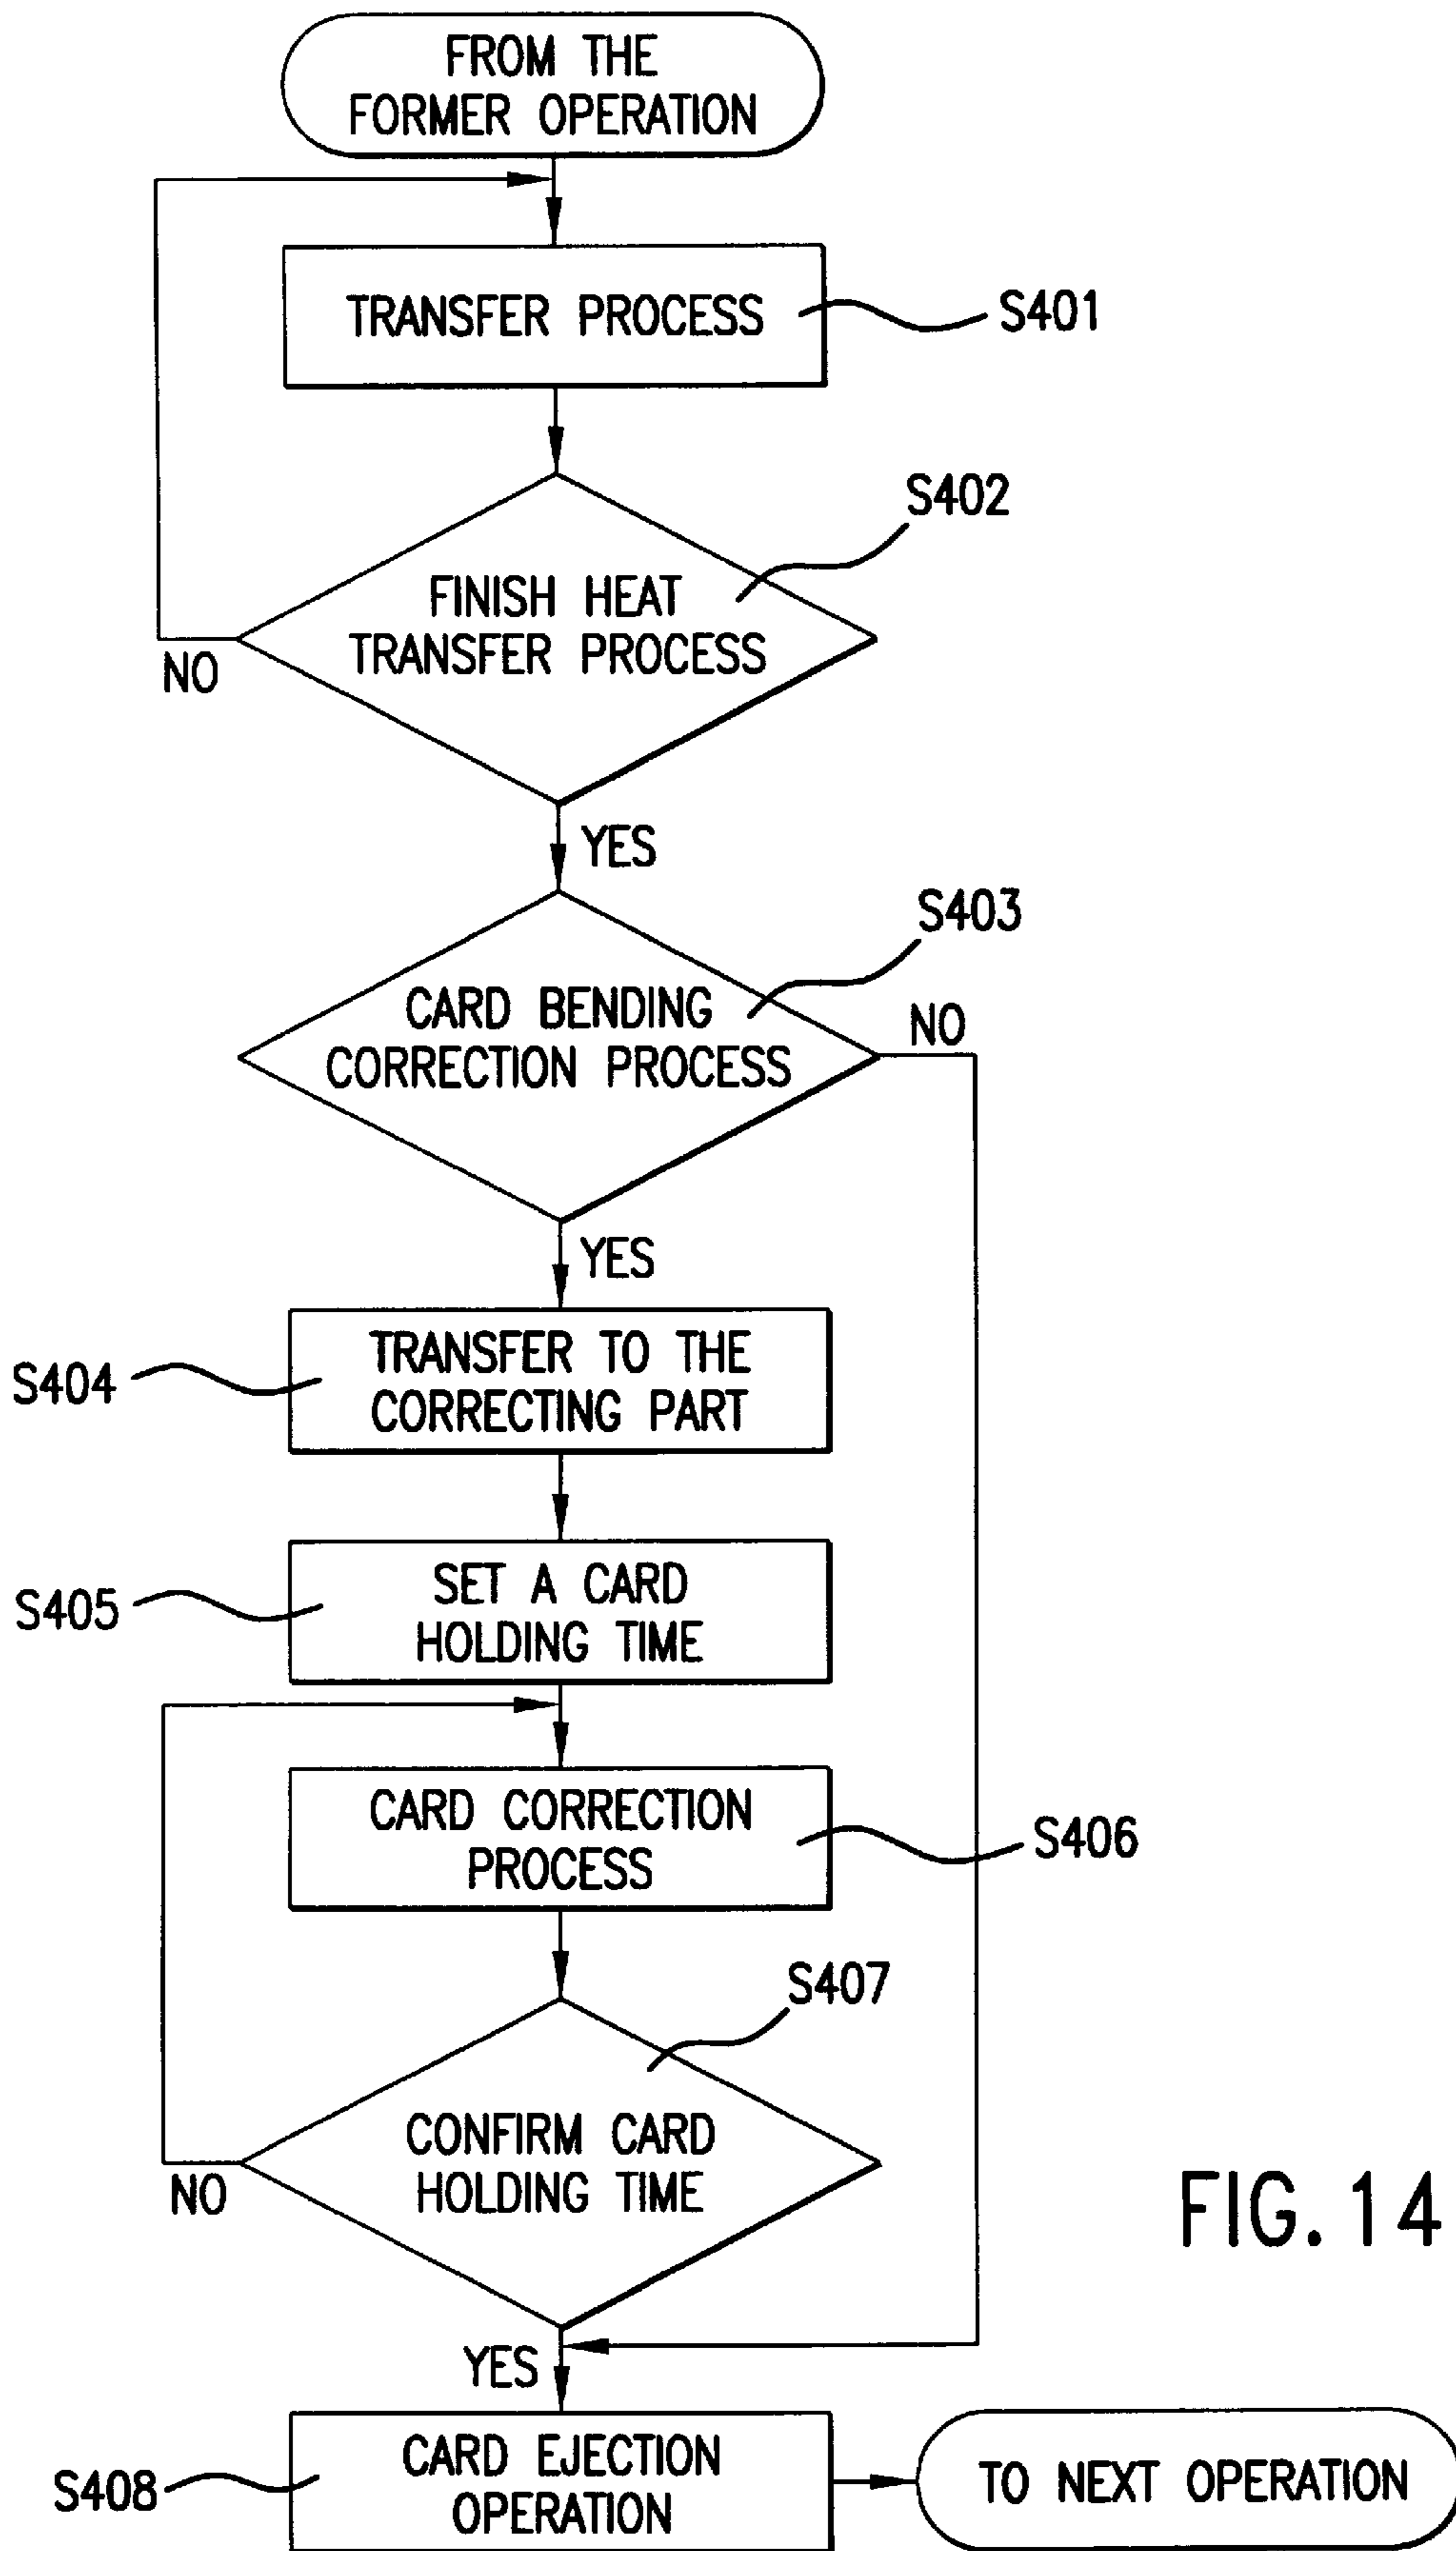 FROM THE
FORMER OPERATION
TRANSFER PROCESS
S401
S402
FINISH HEAT
TRANSFER PROCESS
NO
YES
S403
CARD BENDING
CORRECTION PROCESS
NO
YES
S404
TRANSFER TO THE
CORRECTING PART
S405
SET A CARD
HOLDING TIME
CARD CORRECTION
PROCESS
S406
S407
CONFIRM CARD
HOLDING TIME
NO
YES
S408
CARD EJECTION
OPERATION
TO NEXT OPERATION
FIG. 14